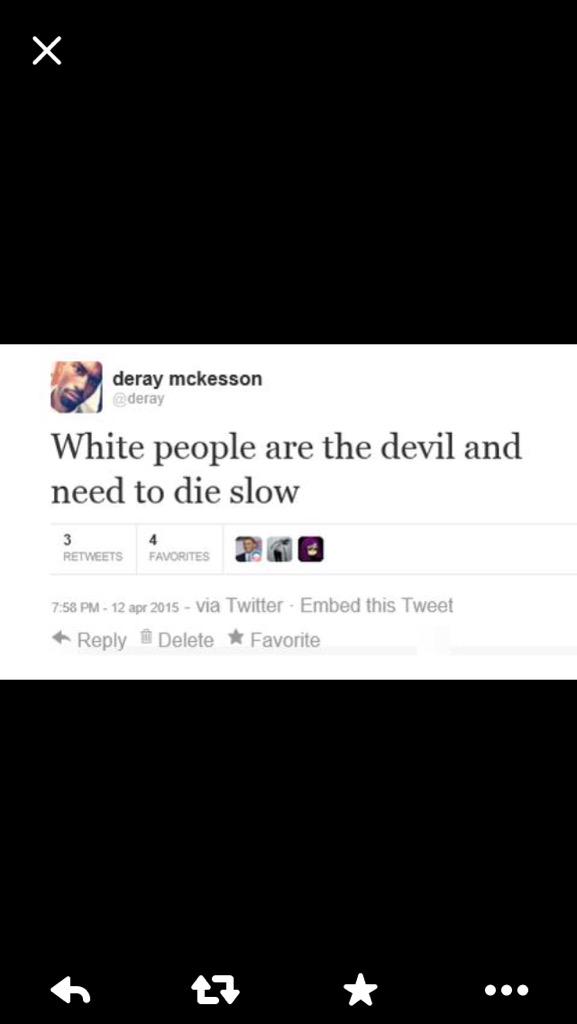 deray mckesson
@deray
White people are the devil and
need to die slow
3 4
RETWEETS FAVORITES
7:58 PM - 12 apr 2015 - via Twitter · Embed this Tweet
Reply Delete Favorite